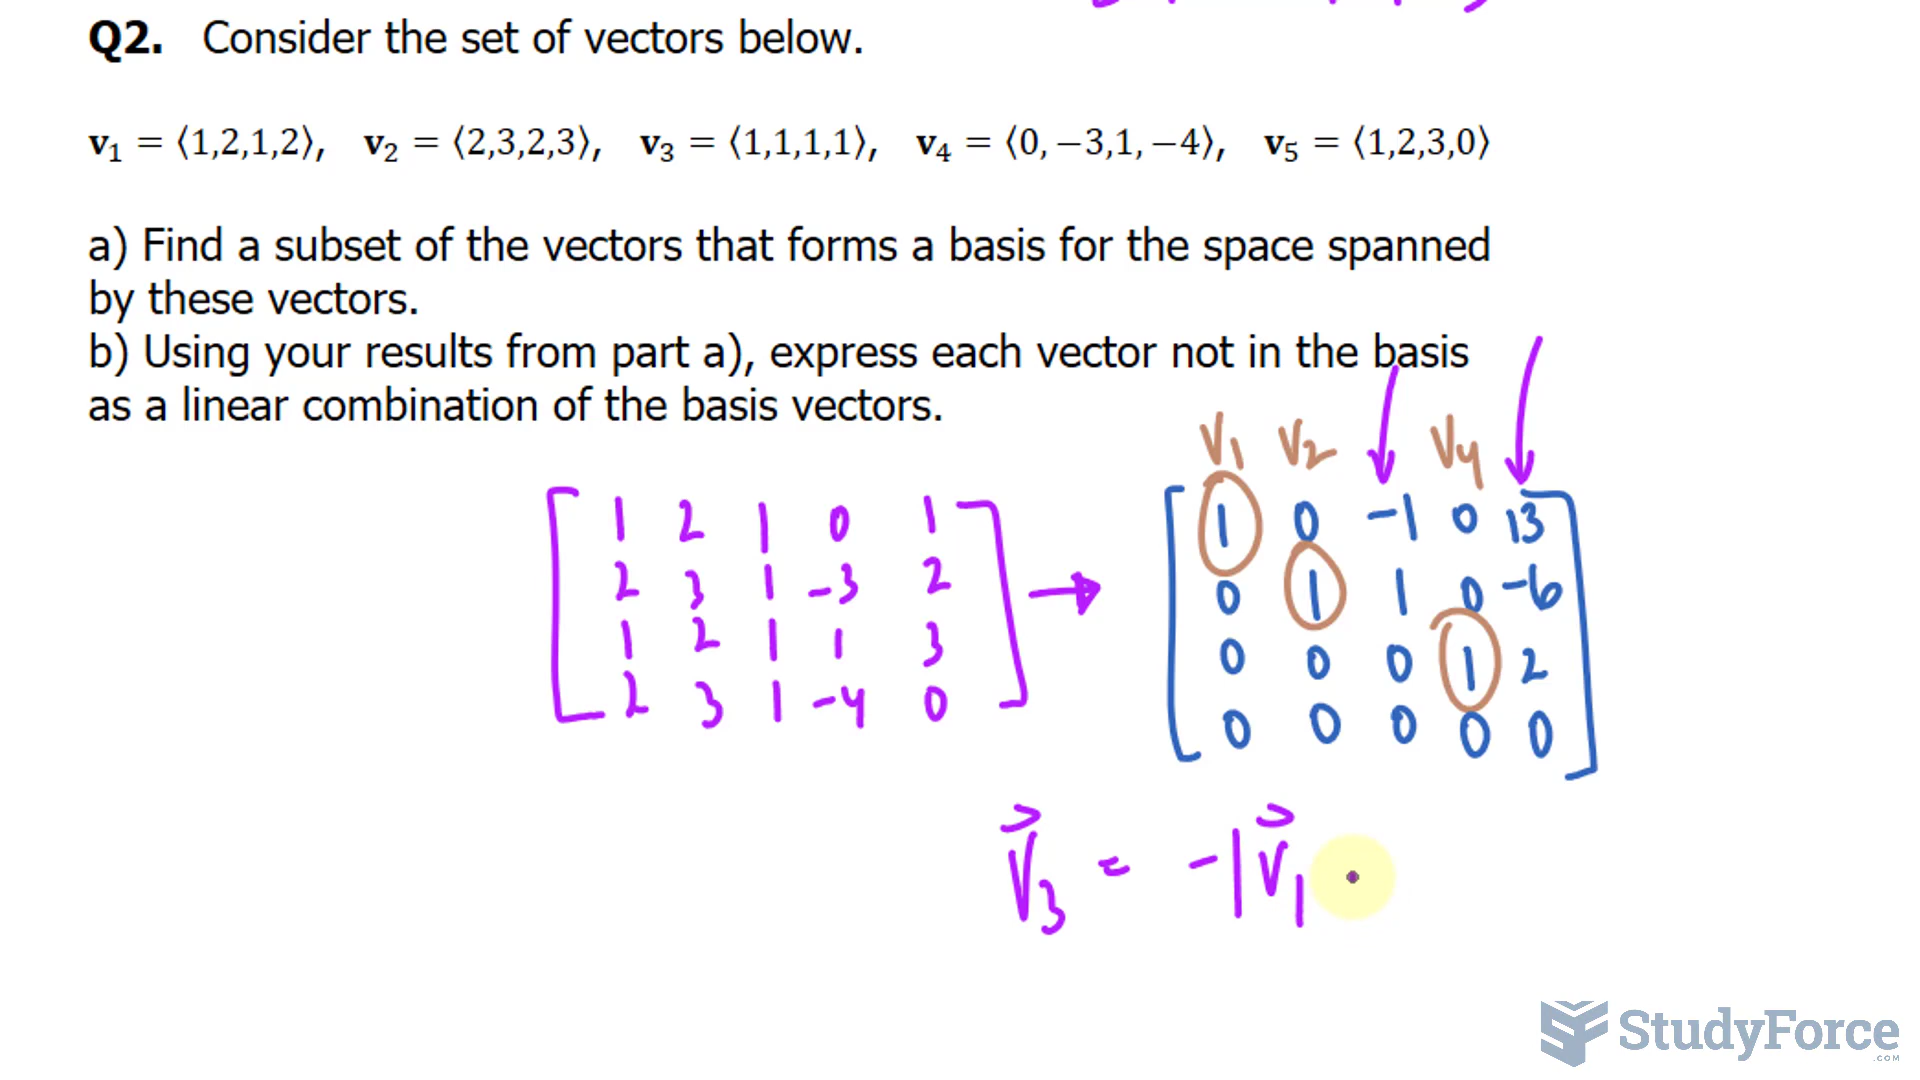 Q2. Consider the set of vectors below.
v₁ = ⟨1,2,1,2⟩, v₂ = ⟨2,3,2,3⟩, v₃ = ⟨1,1,1,1⟩, v₄ = ⟨0, −3,1, −4⟩, v₅ = ⟨1,2,3,0⟩
a) Find a subset of the vectors that forms a basis for the space spanned
by these vectors.
b) Using your results from part a), express each vector not in the basis
as a linear combination of the basis vectors.
V₁ V₂ V₄
1 2 1 0 1 → 1 0 -1 0 13
2 3 1 -3 2 0 1 1 0 -6
1 2 1 1 3 0 0 0 1 2
2 3 1 -4 0 0 0 0 0 0
V₃ = -1V₁
StudyForce
.COM